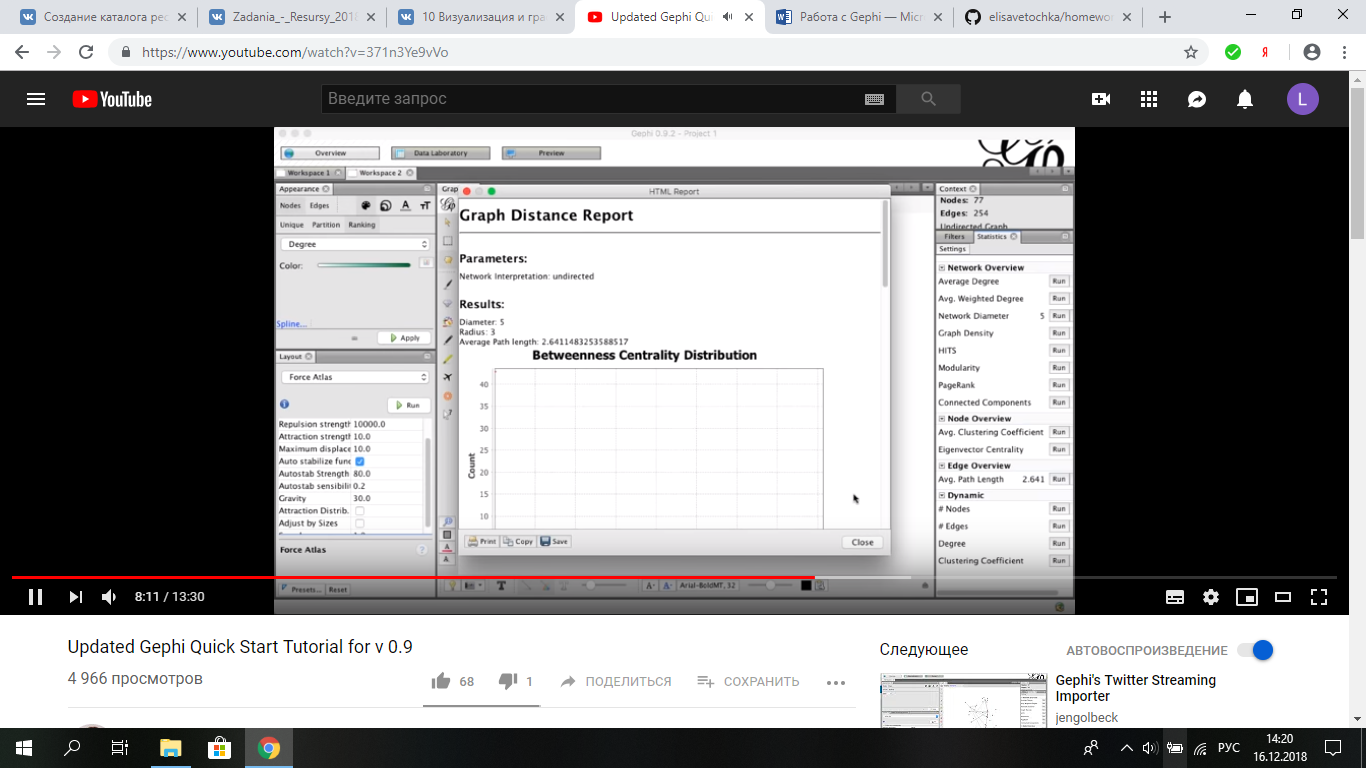 Создание каталога рес
Zadania_-_Resursy_201
10 Визуализация и гра
Updated Gephi Qui
Работа с Gephi — Micr
elisavetochka/homewor
https://www.youtube.com/watch?v=371n3Ye9vVo
Я
YouTube
Введите запрос
L
Gephi 0.9.2 - Project 1
Overview
Data Laboratory
Preview
Workspace 1
Workspace 2
Appearance
Nodes Edges
Unique Partition Ranking
Degree
Color:
Spline...
Apply
Layout
Force Atlas
Run
Repulsion strengtl 10000.0
Attraction strengtl 10.0
Maximum displace 10.0
Auto stabilize func
Autostab Strength 80.0
Autostab sensibilit 0.2
Gravity 30.0
Attraction Distrib.
Adjust by Sizes
Force Atlas
Presets... Reset
Grap
HTML Report
Graph Distance Report
Parameters:
Network Interpretation: undirected
Results:
Diameter: 5
Radius: 3
Average Path length: 2.6411483253588517
Betweenness Centrality Distribution
Count
40
35
30
25
20
15
10
Print Copy Save
Close
Arial-BoldMT, 32
Context
Nodes: 77
Edges: 254
Undirected Graph
Filters Statistics
Settings
Network Overview
Average Degree Run
Avg. Weighted Degree Run
Network Diameter 5 Run
Graph Density Run
HITS Run
Modularity Run
PageRank Run
Connected Components Run
Node Overview
Avg. Clustering Coefficient Run
Eigenvector Centrality Run
Edge Overview
Avg. Path Length 2.641 Run
Dynamic
# Nodes Run
# Edges Run
Degree Run
Clustering Coefficient Run
8:11 / 13:30
Updated Gephi Quick Start Tutorial for v 0.9
4 966 просмотров
68
1
ПОДЕЛИТЬСЯ
СОХРАНИТЬ
Следующее
АВТОВОСПРОИЗВЕДЕНИЕ
Gephi's Twitter Streaming
Importer
jengolbeck
РУС
14:20
16.12.2018